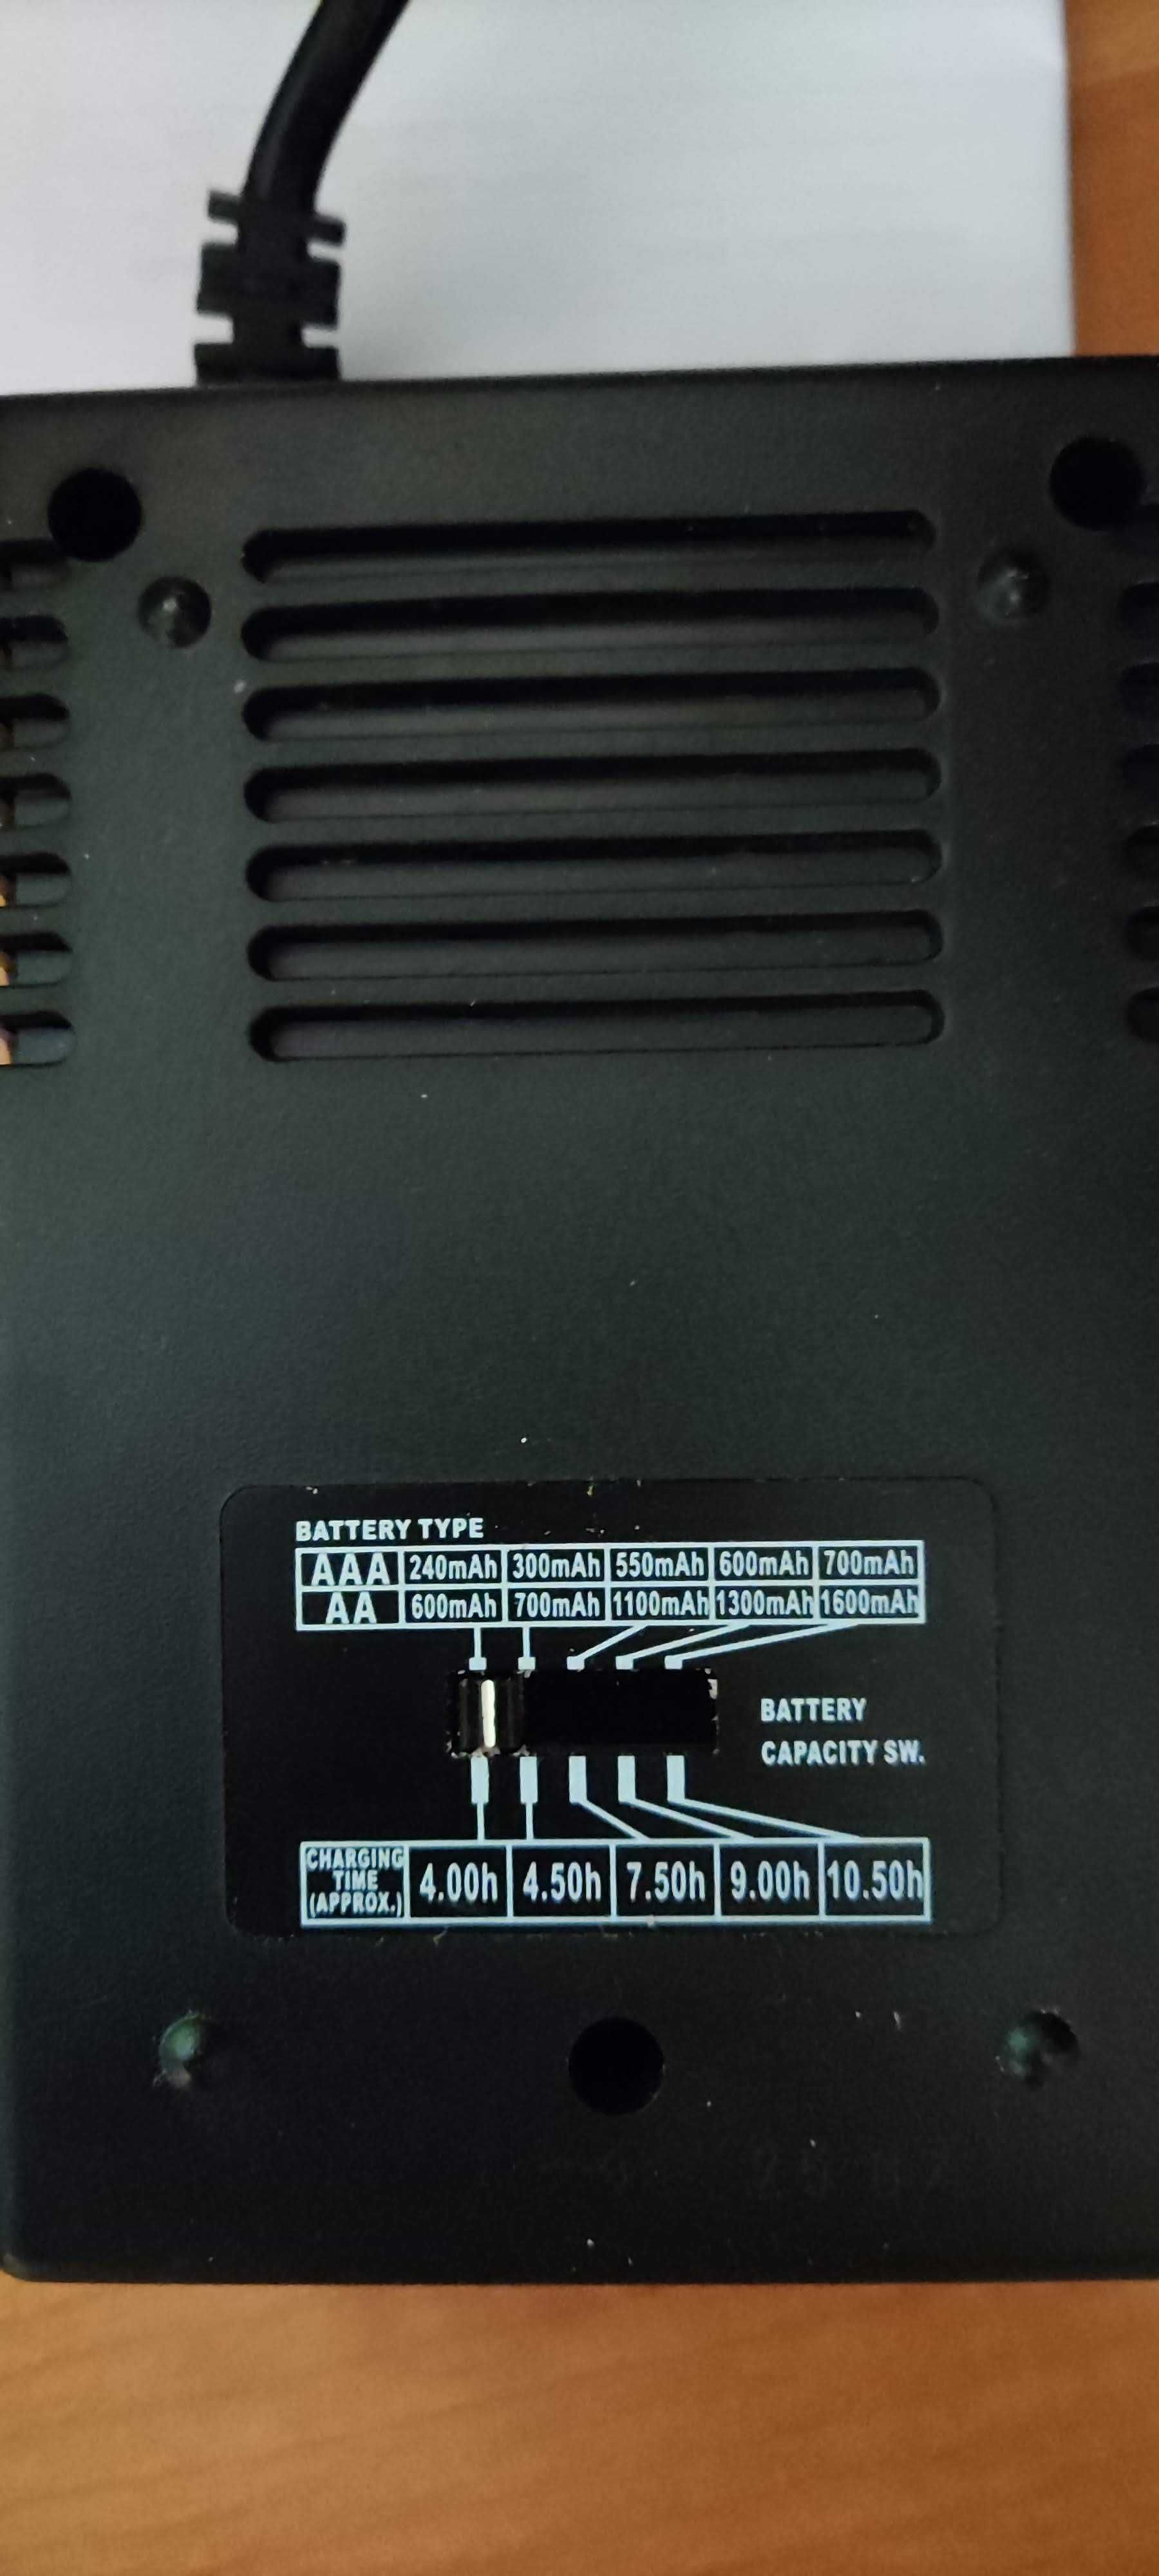 BATTERY TYPE
AAA 240mAh 300mAh 550mAh 600mAh 700mAh
AA 600mAh 700mAh 1100mAh 1300mAh 1600mAh
BATTERY
CAPACITY SW.
CHARGING
TIME
(APPROX.)
4.00h 4.50h 7.50h 9.00h 10.50h